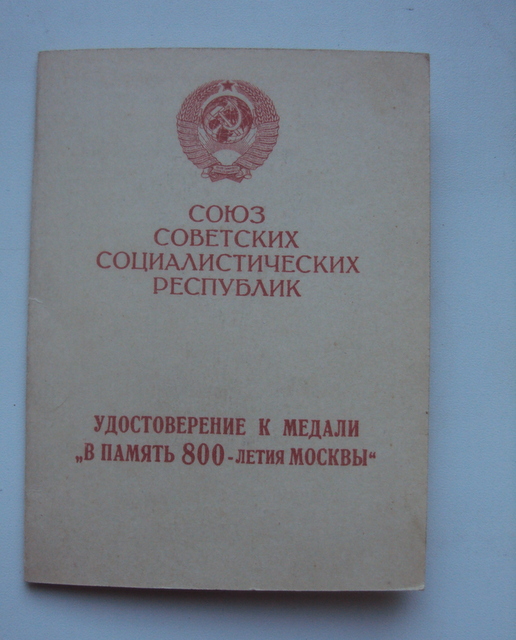 СОЮЗ
СОВЕТСКИХ
СОЦИАЛИСТИЧЕСКИХ
РЕСПУБЛИК
УДОСТОВЕРЕНИЕ К МЕДАЛИ
„В ПАМЯТЬ 800-ЛЕТИЯ МОСКВЫ“